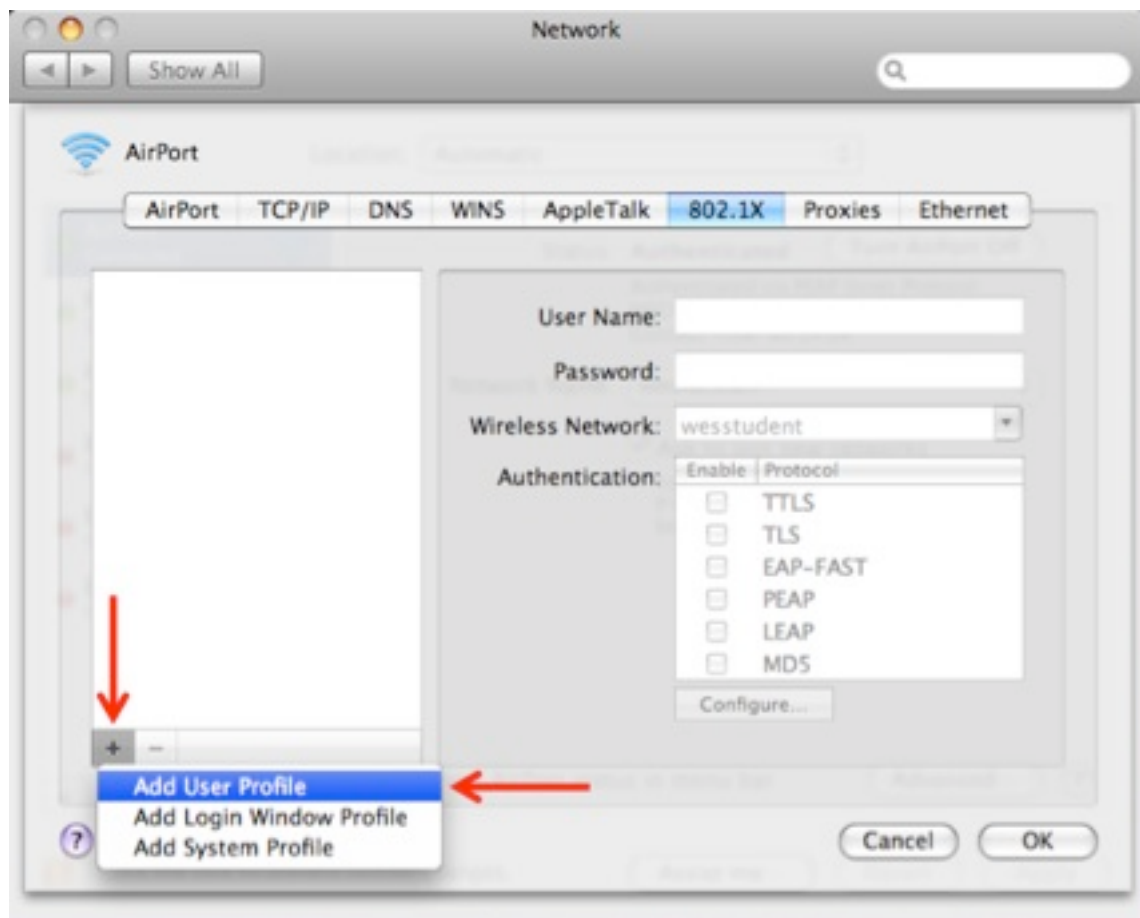 Network
Show All
AirPort
AirPort TCP/IP DNS WINS AppleTalk 802.1X Proxies Ethernet
User Name:
Password:
Wireless Network: wesstudent
Authentication: Enable Protocol
TTLS
TLS
EAP-FAST
PEAP
LEAP
MD5
Configure...
+ -
Add User Profile
Add Login Window Profile
Add System Profile
?
Cancel OK